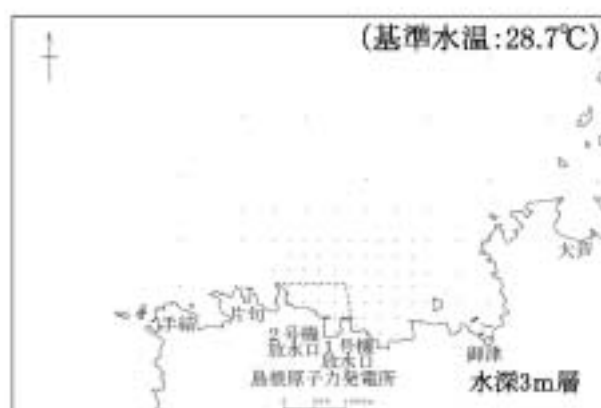 (基準水温:28.7℃)
大芦
手結
片句
2号機
放水口
1号機
放水口
御津
島根原子力発電所
水深3m層